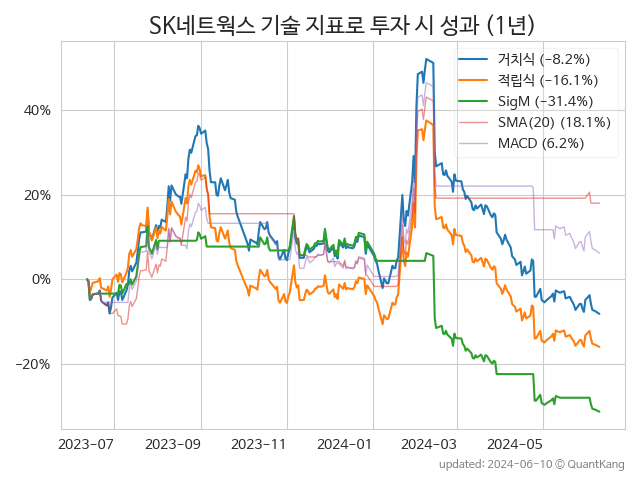 SK네트웍스 기술 지표로 투자 시 성과 (1년)
거치식 (−8.2%)
적립식 (−16.1%)
SigM (−31.4%)
SMA(20) (18.1%)
MACD (6.2%)
40%
20%
0%
−20%
2023-07 2023-09 2023-11 2024-01 2024-03 2024-05
updated: 2024-06-10 © QuantKang